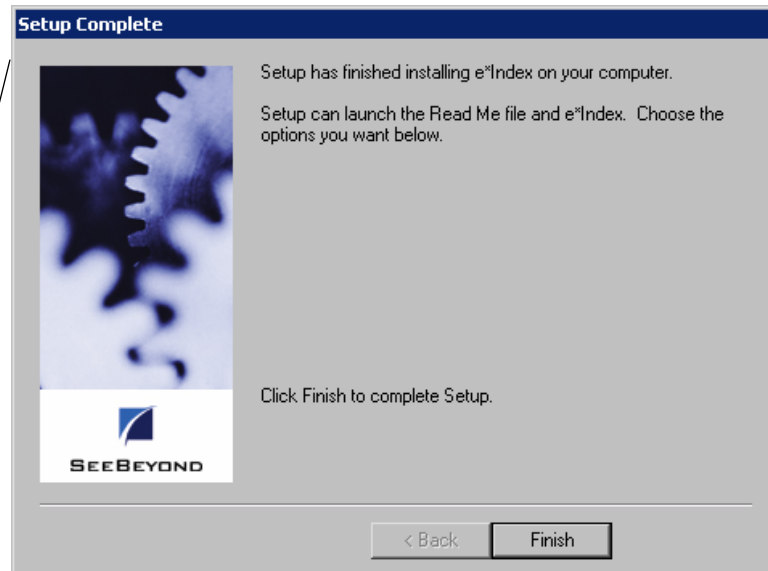 Setup Complete
Setup has finished installing e*Index on your computer.
Setup can launch the Read Me file and e*Index. Choose the
options you want below.
Click Finish to complete Setup.
SEEBEYOND
< Back
Finish